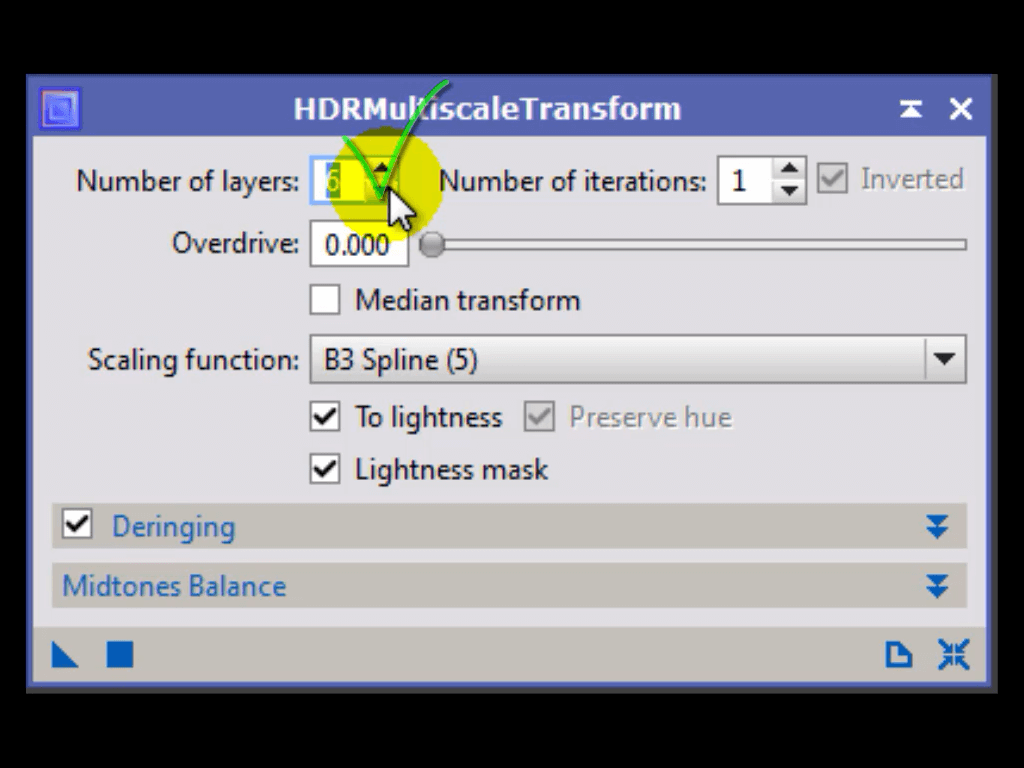 HDRMultiscaleTransform
Number of layers: 6 Number of iterations: 1 Inverted
Overdrive: 0.000
Median transform
Scaling function: B3 Spline (5)
To lightness Preserve hue
Lightness mask
Deringing
Midtones Balance